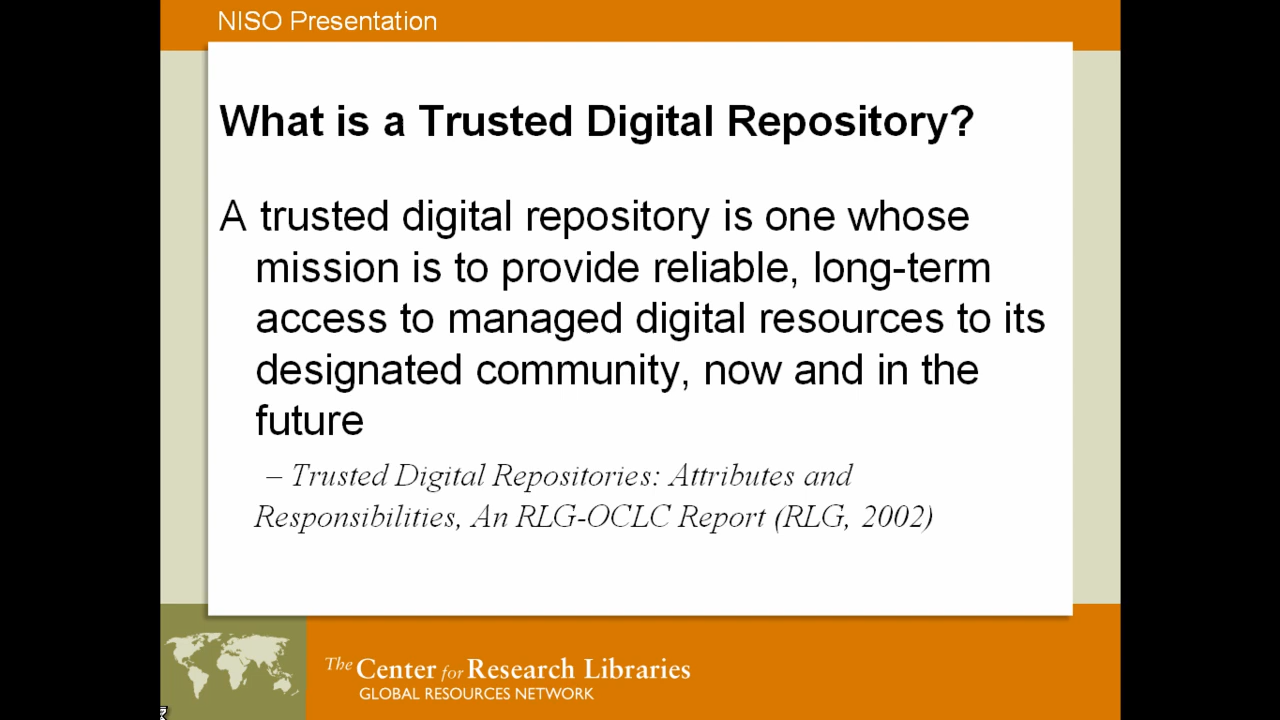 NISO Presentation
What is a Trusted Digital Repository?
A trusted digital repository is one whose
mission is to provide reliable, long-term
access to managed digital resources to its
designated community, now and in the
future
– Trusted Digital Repositories: Attributes and
Responsibilities, An RLG-OCLC Report (RLG, 2002)
The Center for Research Libraries
GLOBAL RESOURCES NETWORK